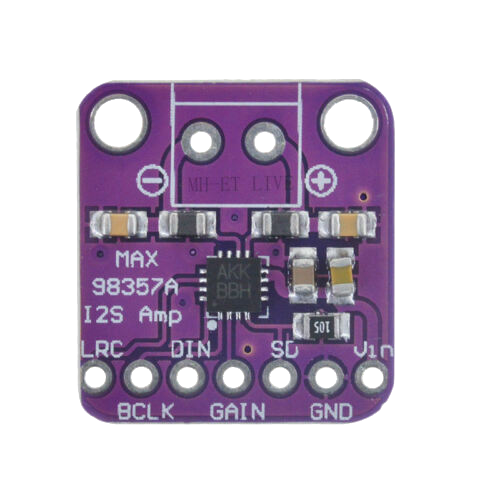 MH-ET LIVE
MAX
98357A
I2S Amp
AKK
BBH
105
LRC DIN SD Vin
BCLK GAIN GND